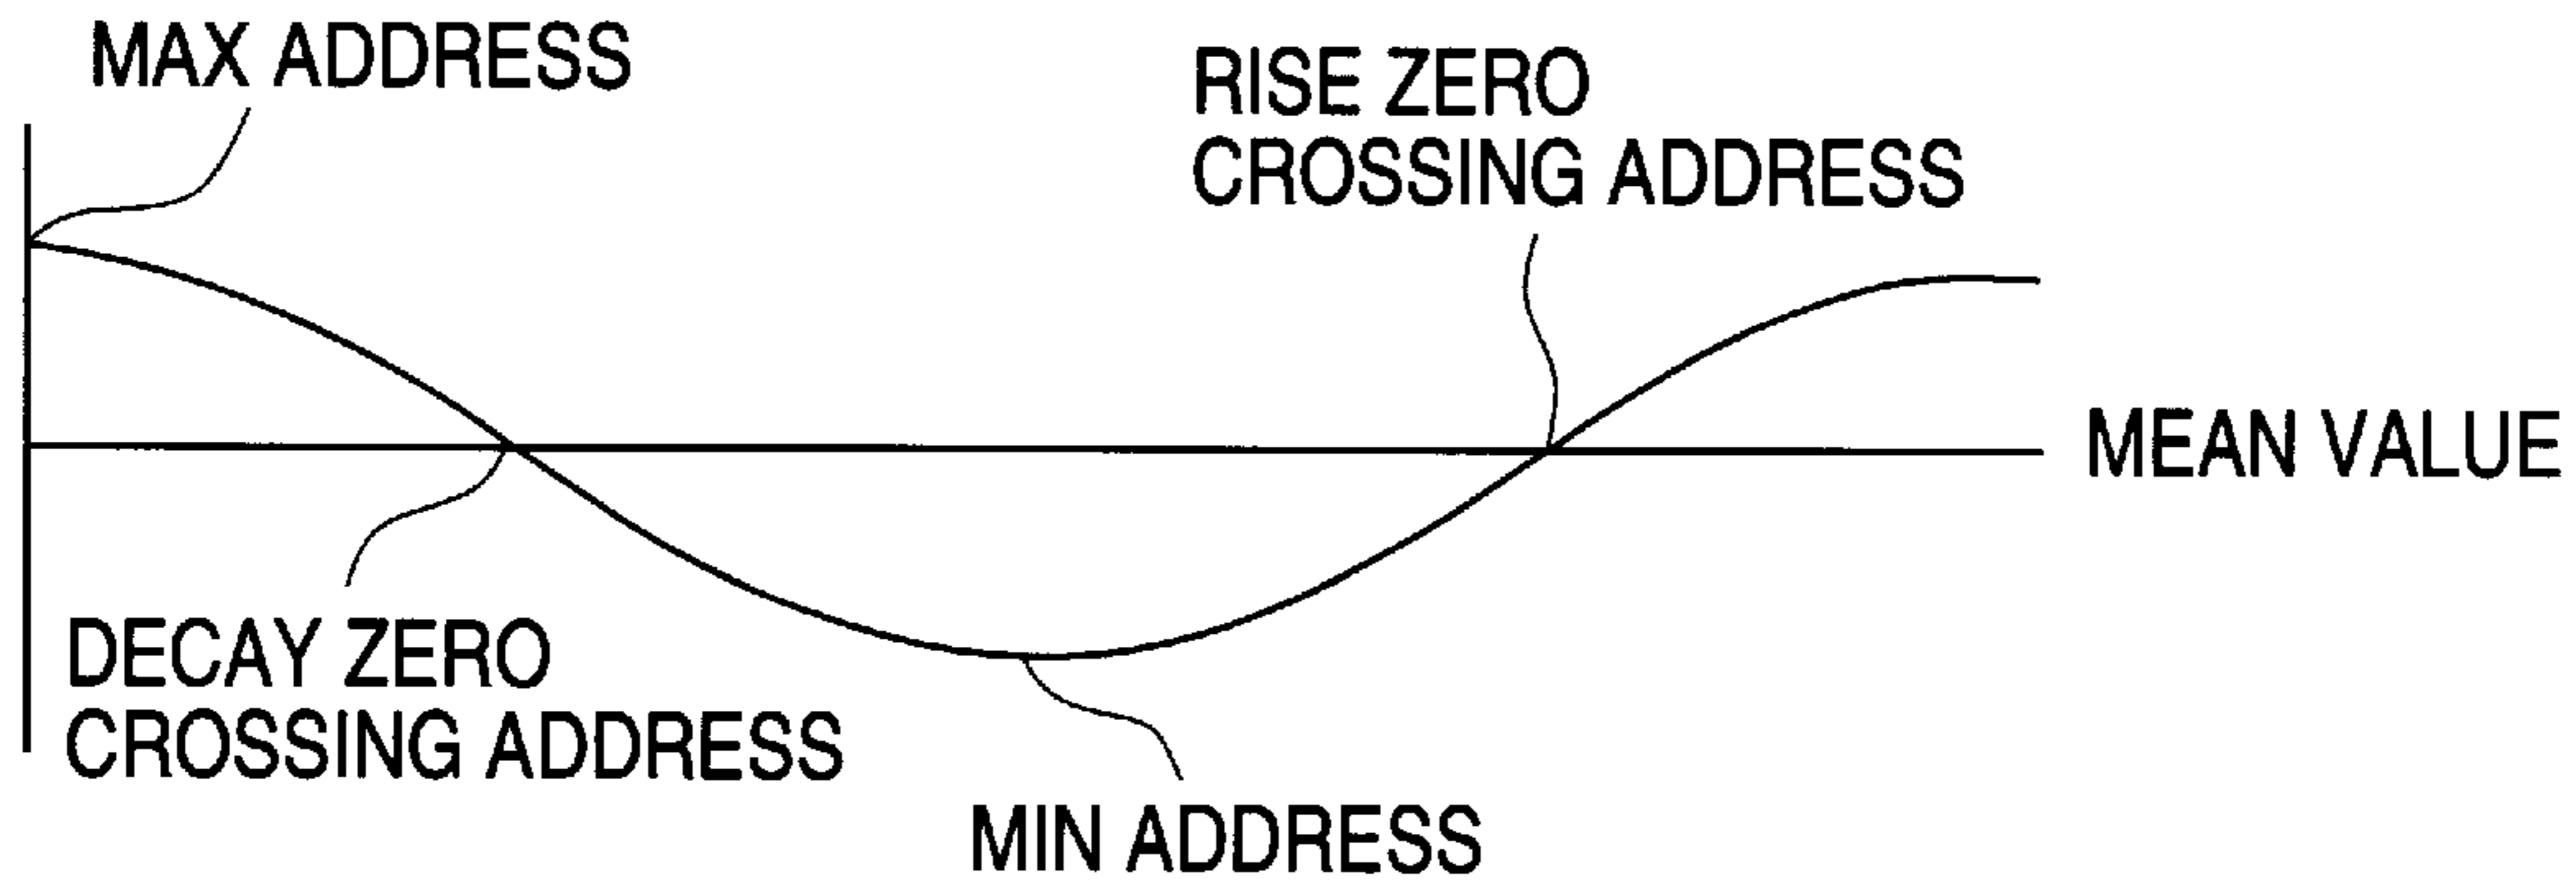 MAX ADDRESS
RISE ZERO
CROSSING ADDRESS
MEAN VALUE
DECAY ZERO
CROSSING ADDRESS
MIN ADDRESS